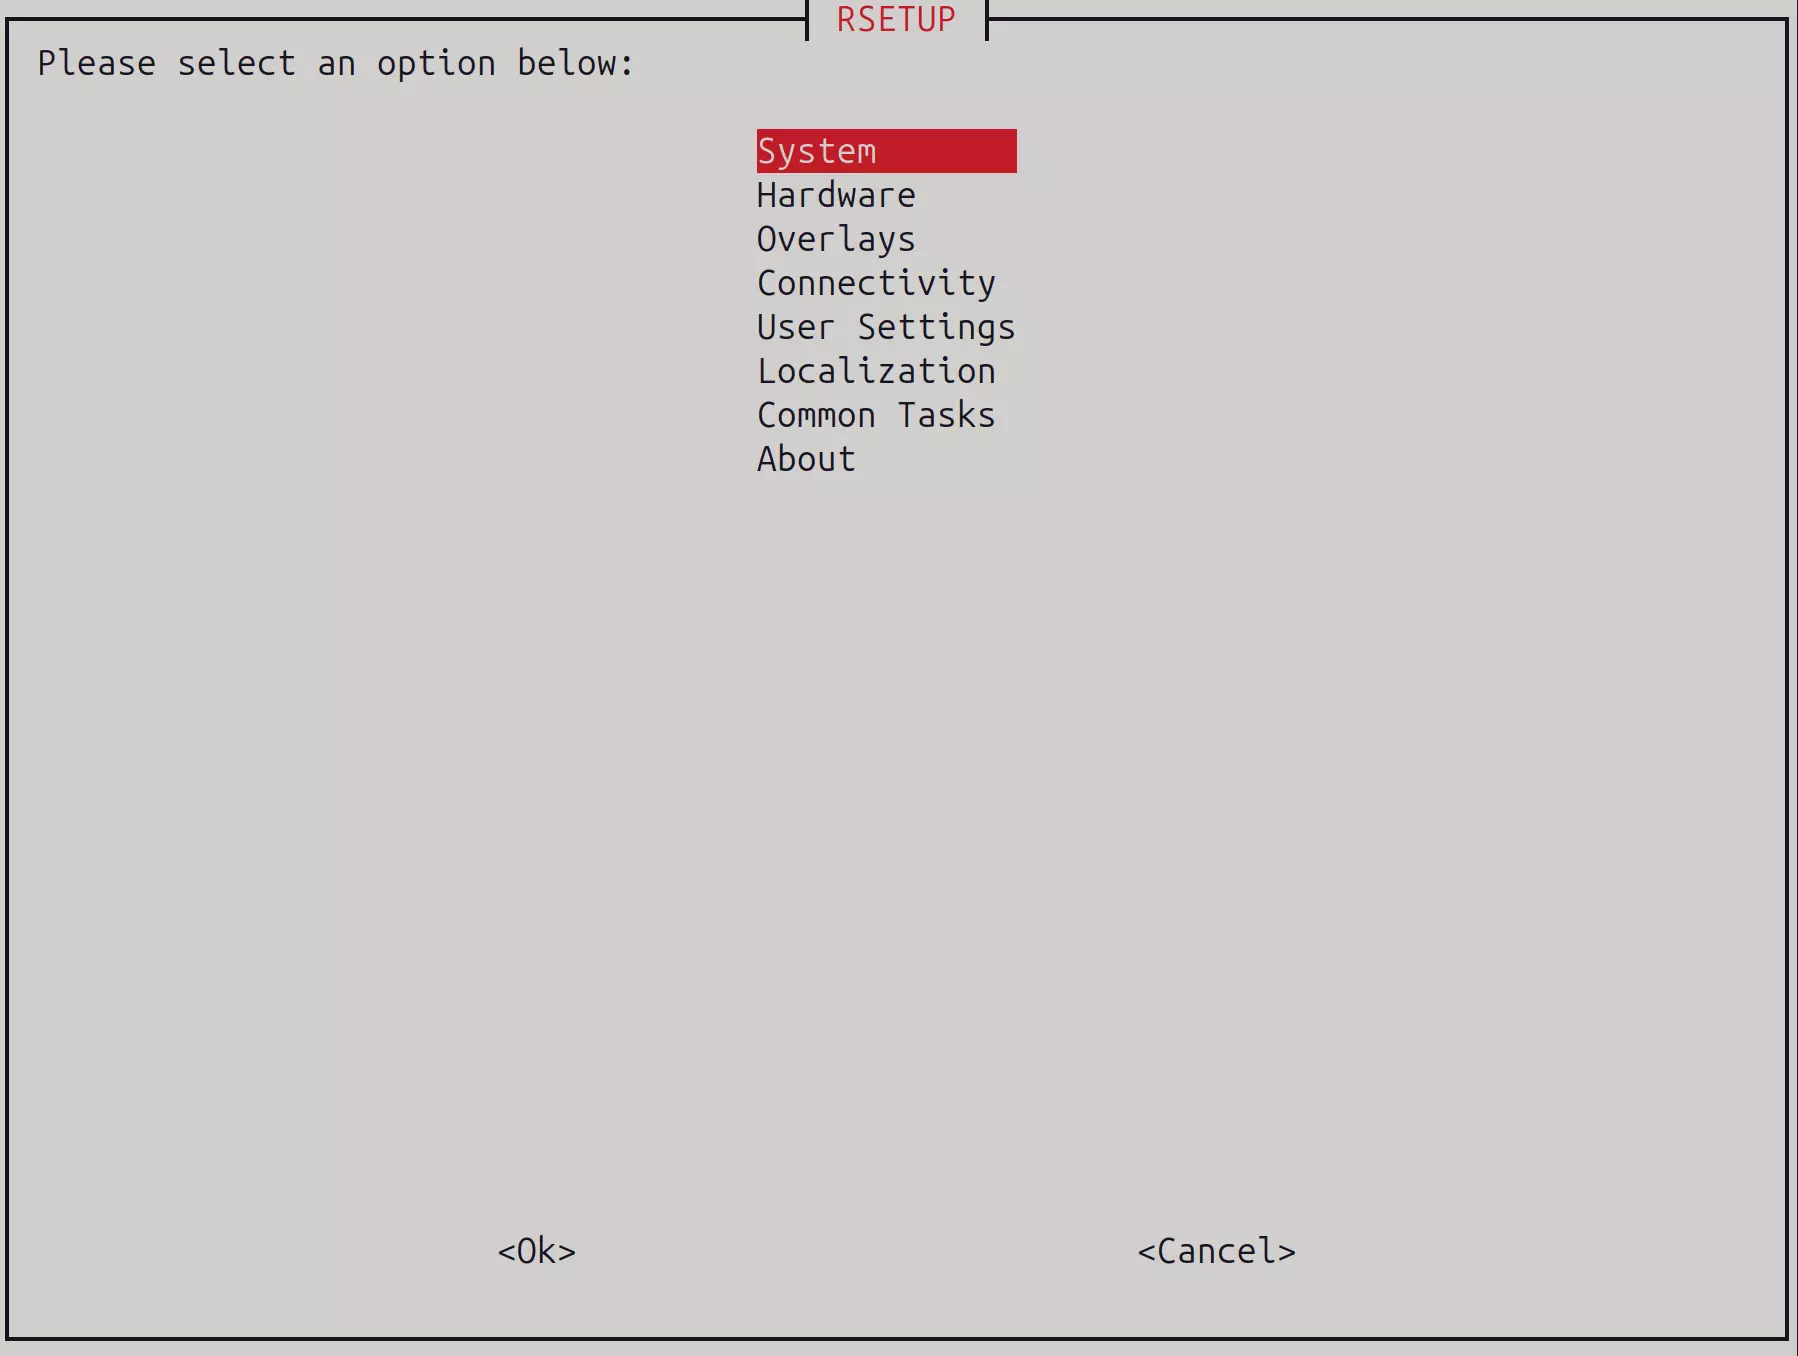 RSETUP
Please select an option below:
System
Hardware
Overlays
Connectivity
User Settings
Localization
Common Tasks
About
<Ok> <Cancel>